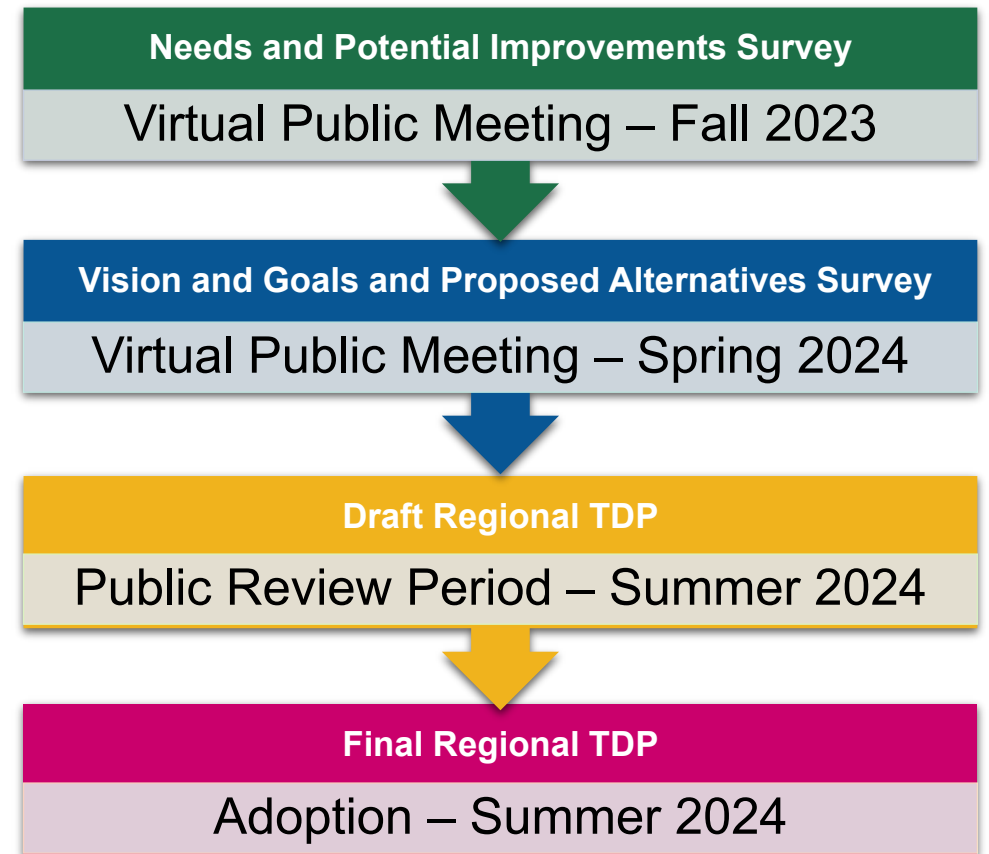 Needs and Potential Improvements Survey
Virtual Public Meeting – Fall 2023
Vision and Goals and Proposed Alternatives Survey
Virtual Public Meeting – Spring 2024
Draft Regional TDP
Public Review Period – Summer 2024
Final Regional TDP
Adoption – Summer 2024